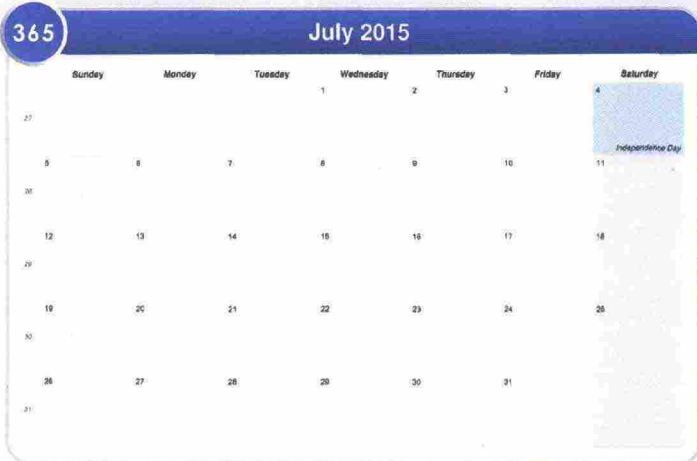 365
July 2015
Sunday Monday Tuesday Wednesday Thursday Friday Saturday
1 2 3 4
27
Independence Day
5 6 7 8 9 10 11
28
12 13 14 15 16 17 18
29
19 20 21 22 23 24 25
30
26 27 28 29 30 31
31